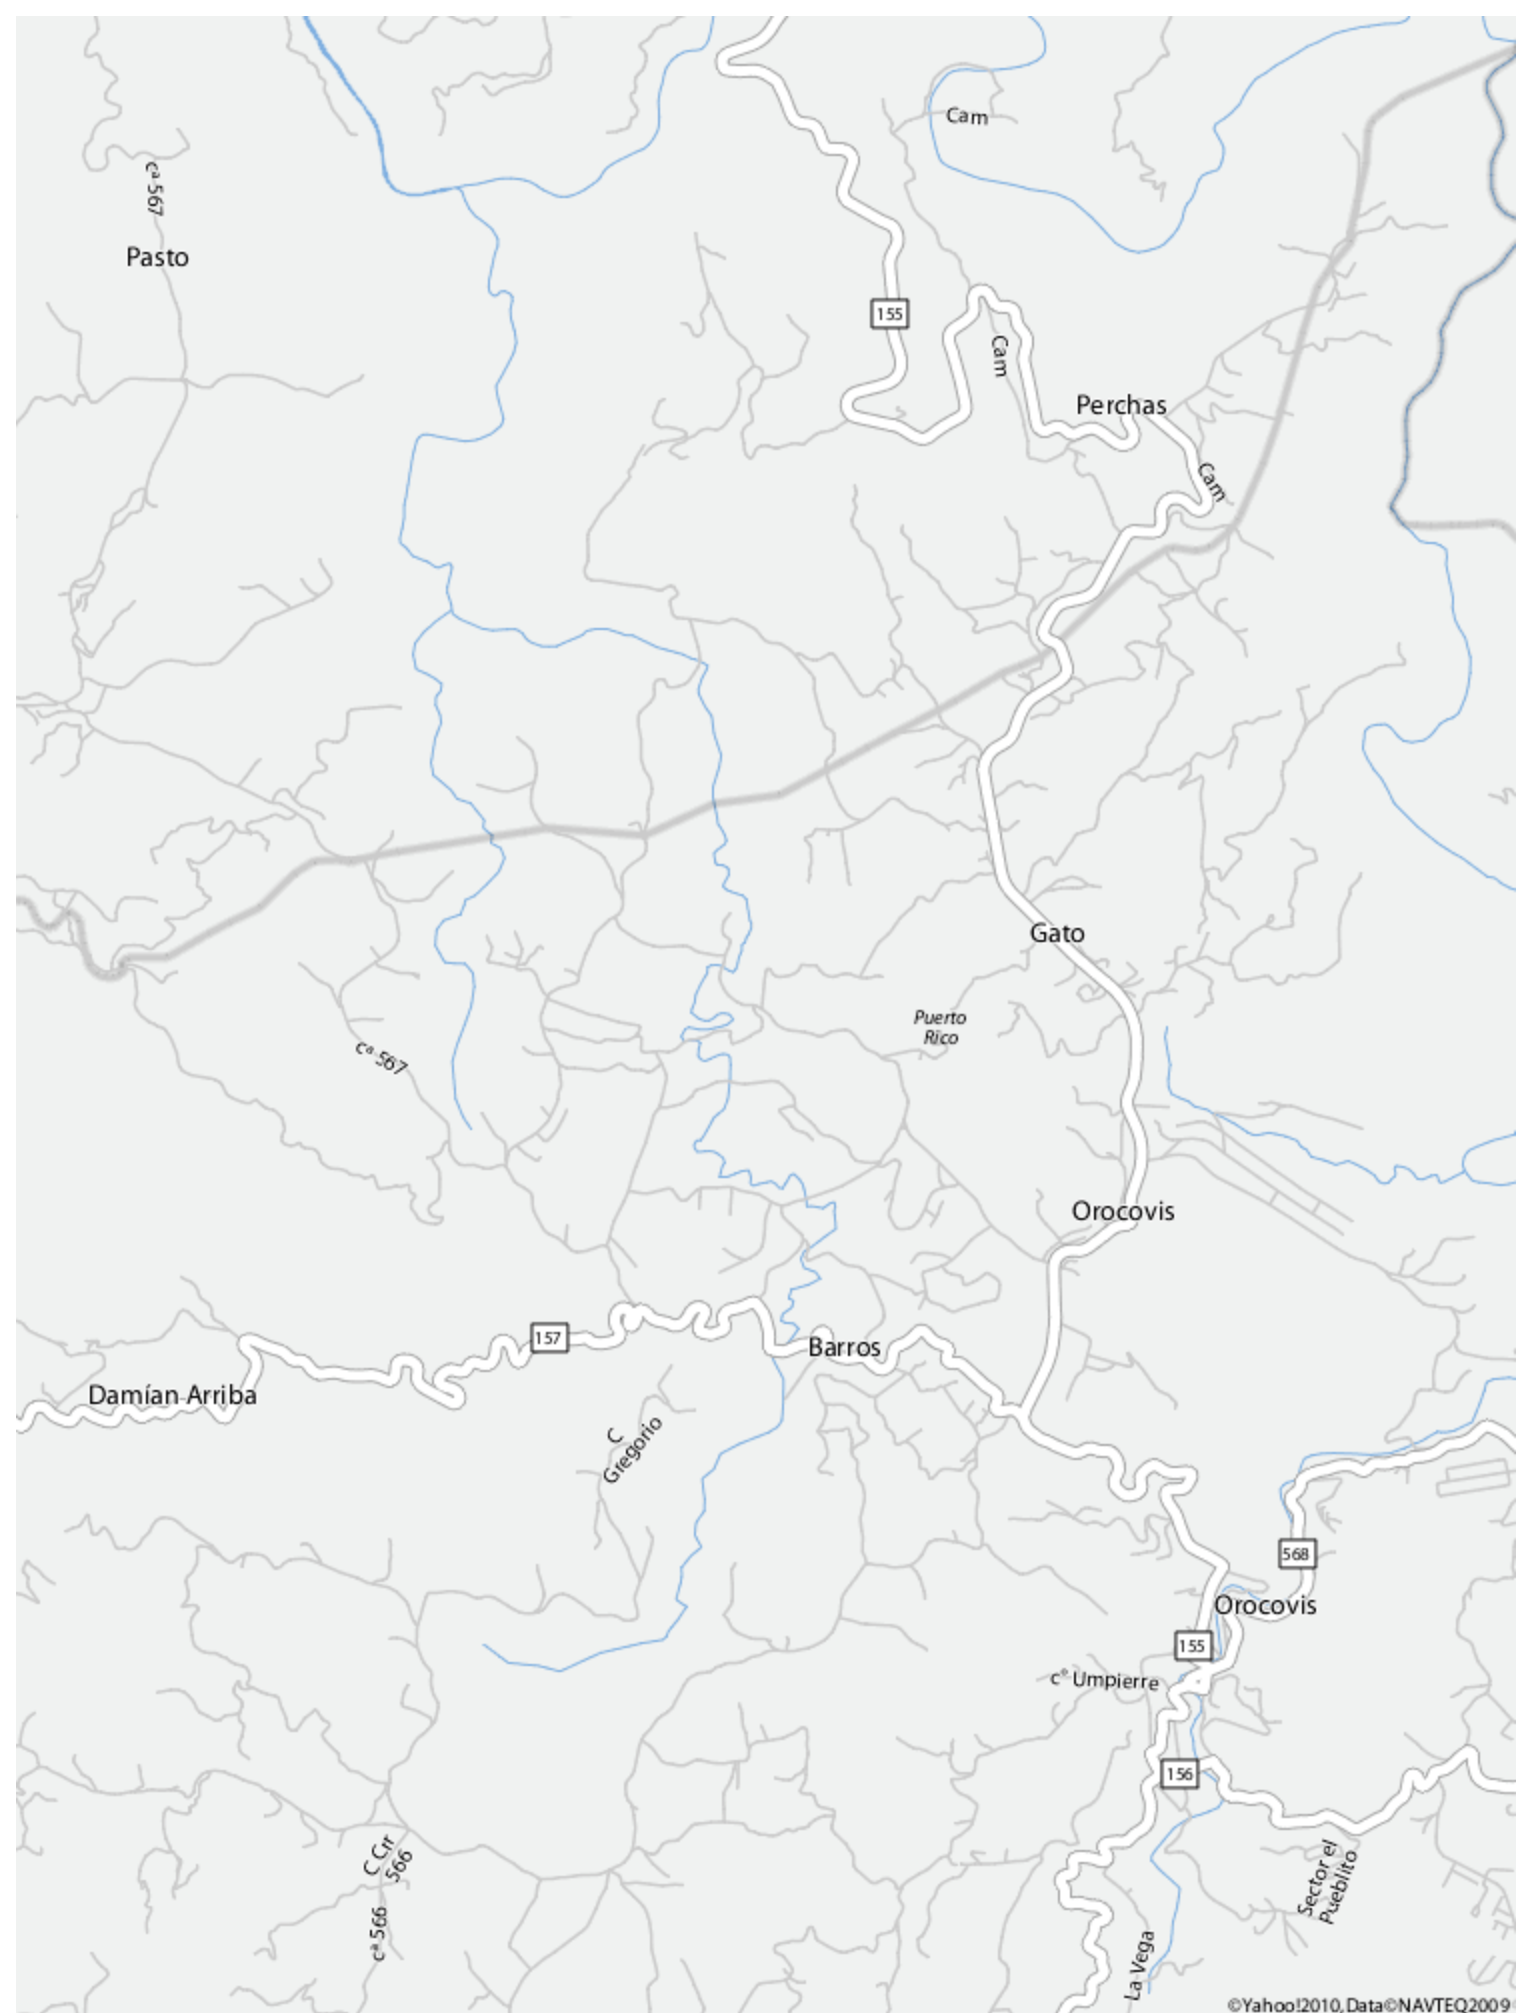 Cam
cª 567
Pasto
155
Cam
Perchas
Cam
Gato
Puerto
Rico
cª 567
Orocovis
157
Barros
Damían Arriba
C
Gregorio
568
Orocovis
155
cª Umpierre
156
C Crr
566
Sector el
Pueblito
cª 566
La Vega
©Yahoo!2010,Data©NAVTEQ2009